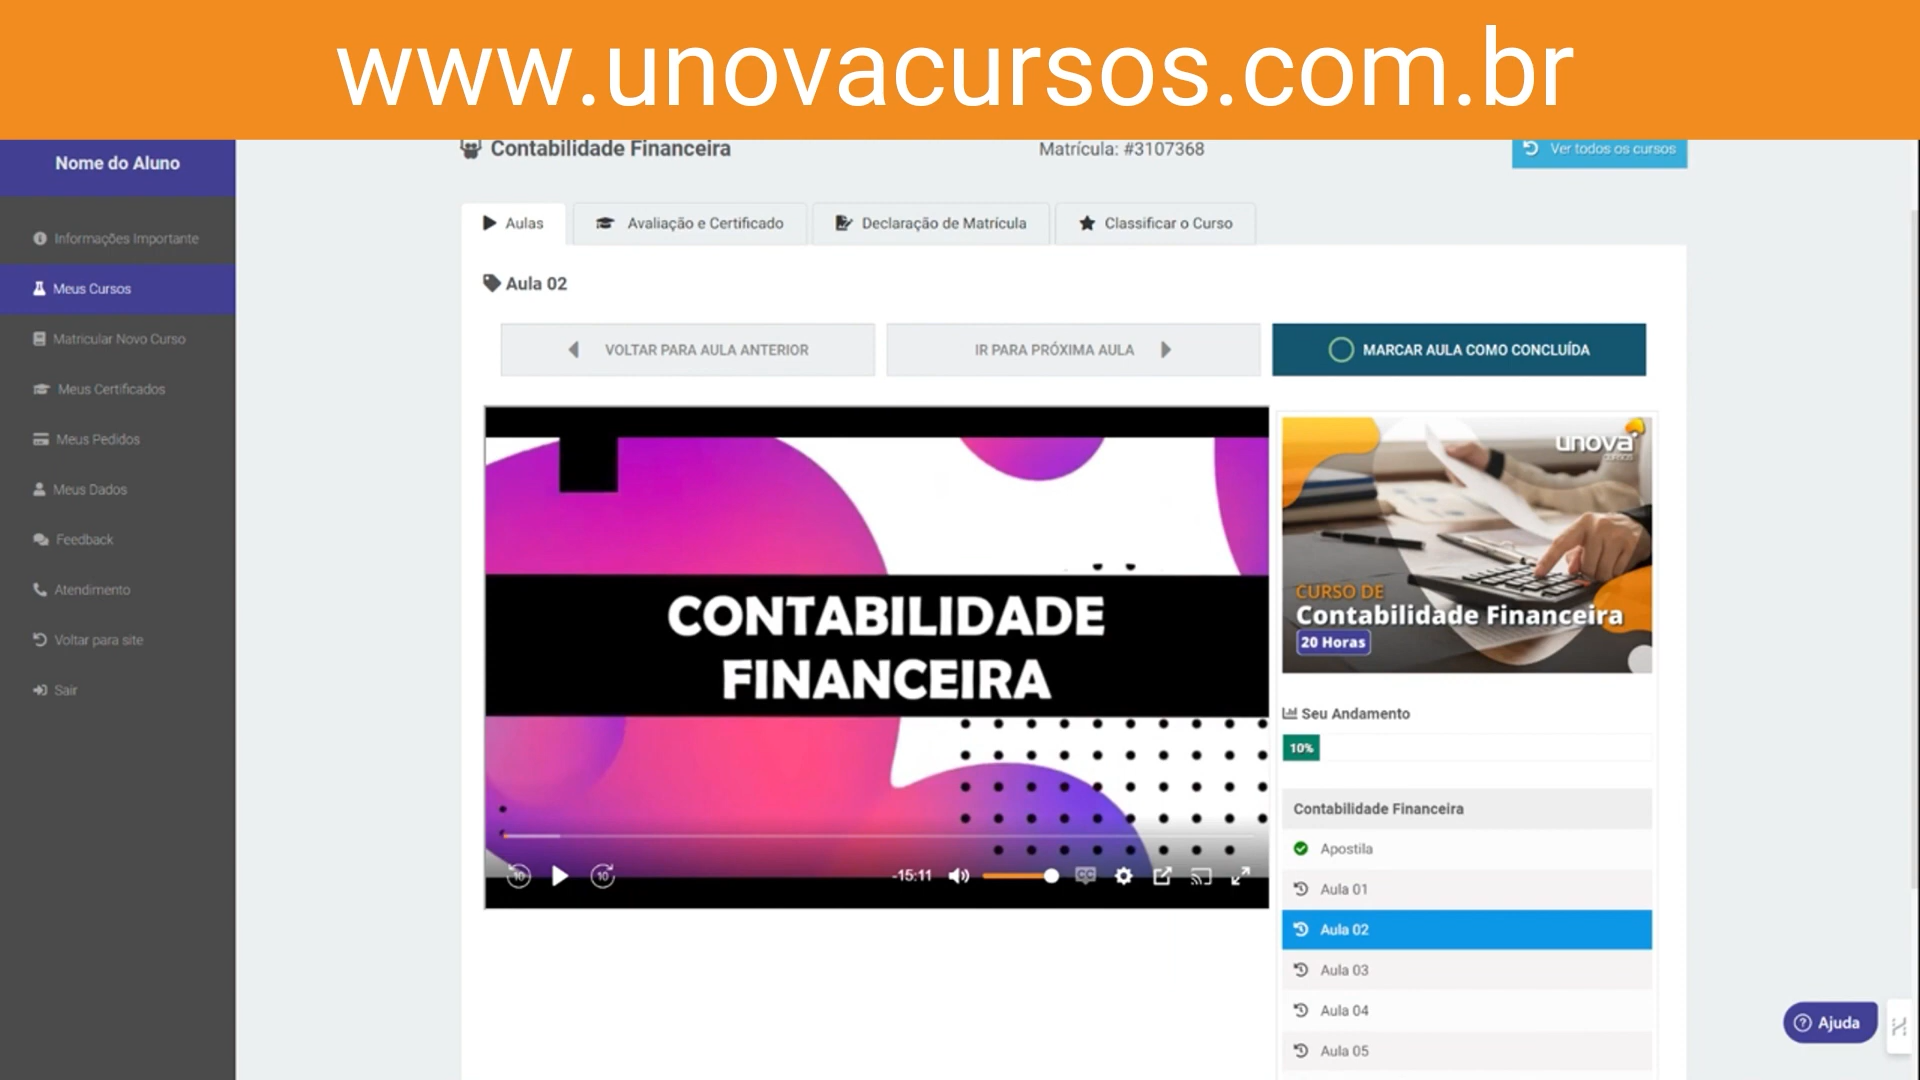 www.unovacursos.com.br
Nome do Aluno
Contabilidade Financeira
Matrícula: #3107368
Ver todos os cursos
Informações Importante
Meus Cursos
Matricular Novo Curso
Meus Certificados
Meus Pedidos
Meus Dados
Feedback
Atendimento
Voltar para site
Sair
Aulas
Avaliação e Certificado
Declaração de Matrícula
Classificar o Curso
Aula 02
VOLTAR PARA AULA ANTERIOR
IR PARA PRÓXIMA AULA
MARCAR AULA COMO CONCLUÍDA
CONTABILIDADE
FINANCEIRA
10
10
-15:11
CC
unova
cursos
CURSO DE
Contabilidade Financeira
20 Horas
Seu Andamento
10%
Contabilidade Financeira
Apostila
Aula 01
Aula 02
Aula 03
Aula 04
Aula 05
Ajuda